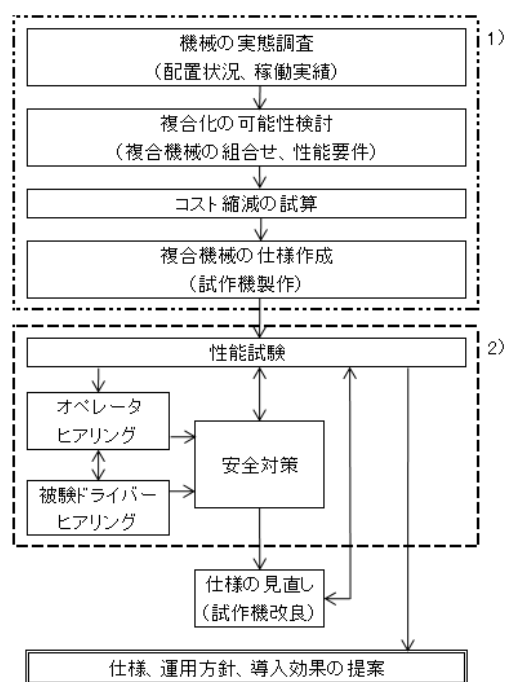 機械の実態調査
(配置状況、稼働実績)
1)
複合化の可能性検討
(複合機械の組合せ、性能要件)
コスト縮減の試算
複合機械の仕様作成
(試作機製作)
性能試験
2)
オペレータ
ヒアリング
安全対策
被験ドライバー
ヒアリング
仕様の見直し
(試作機改良)
仕様、運用方針、導入効果の提案